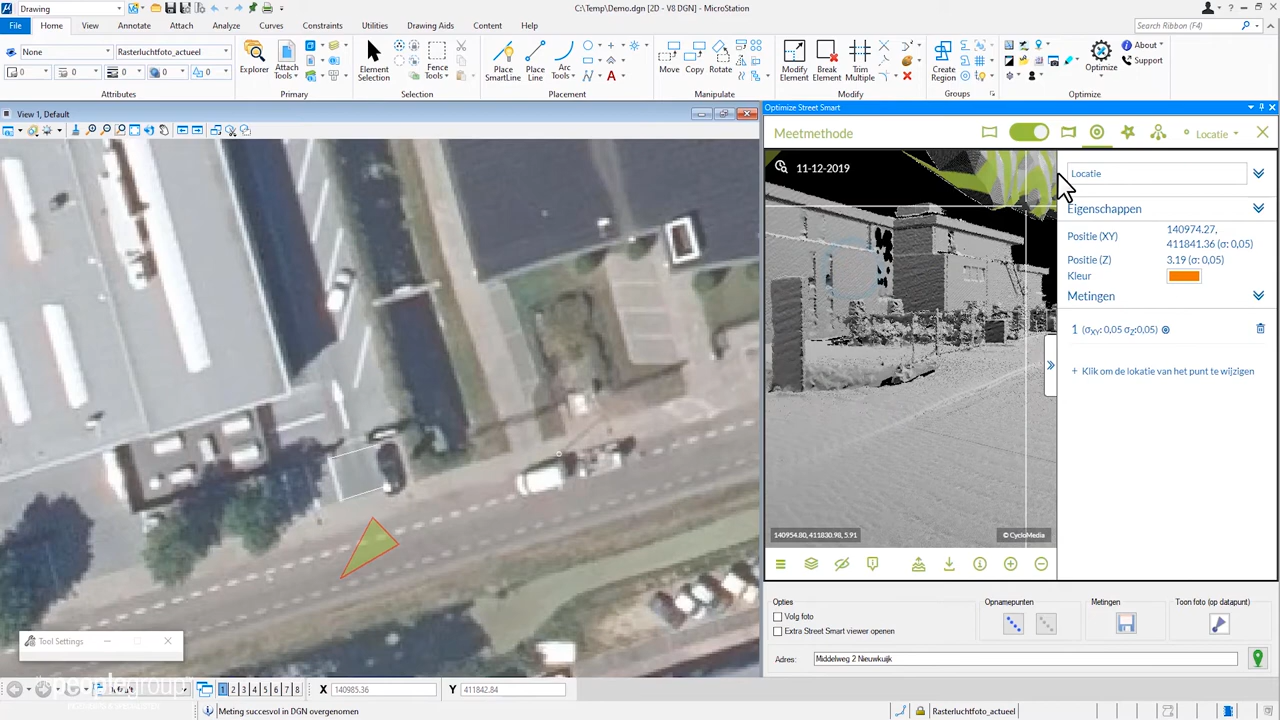 Drawing
C:\Temp\Demo.dgn [2D - V8 DGN] - MicroStation
File Home View Annotate Attach Analyze Curves Constraints Utilities Drawing Aids Content Help
Search Ribbon (F4)
None Rasterluchtfoto_actueel
0 0 0 0 0
Explorer Attach Tools Element Selection Fence Tools Place SmartLine Place Line Arc Tools Move Copy Rotate Modify Element Break Element Trim Multiple Create Region Optimize About Support
Attributes Primary Selection Placement Manipulate Modify Groups Optimize
View 1, Default
Optimize Street Smart
Meetmethode
Locatie
11-12-2019
Locatie
Eigenschappen
Positie (XY) 140974.27, 411841.36 (σ: 0,05)
Positie (Z) 3.19 (σ: 0,05)
Kleur
Metingen
1 (σXY: 0,05 σZ:0,05)
+ Klik om de lokatie van het punt te wijzigen
140954.80, 411830.98, 5.91
© CycloMedia
Opties
Volg foto
Extra Street Smart viewer openen
Opnamepunten
Metingen
Toon foto (op datapunt)
Adres: Middelweg 2 Nieuwkuijk
Tool Settings
1 2 3 4 5 6 7 8
X 140985.36
Y 411842.84
Meting succesvol in DGN overgenomen
Rasterluchtfoto_actueel